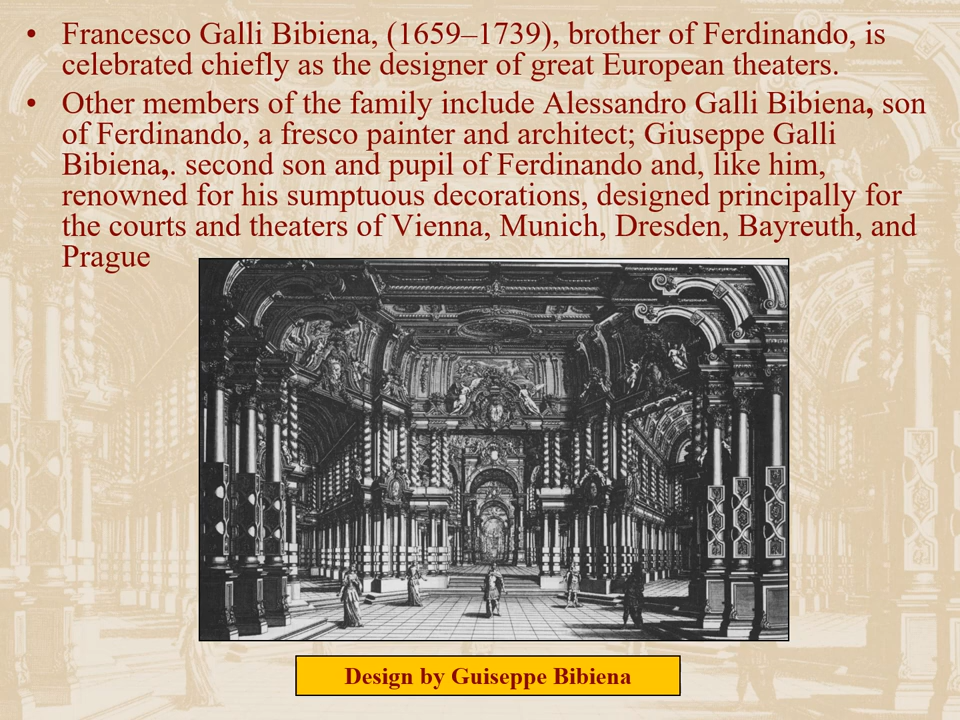 • Francesco Galli Bibiena, (1659–1739), brother of Ferdinando, is
celebrated chiefly as the designer of great European theaters.
• Other members of the family include Alessandro Galli Bibiena, son
of Ferdinando, a fresco painter and architect; Giuseppe Galli
Bibiena,. second son and pupil of Ferdinando and, like him,
renowned for his sumptuous decorations, designed principally for
the courts and theaters of Vienna, Munich, Dresden, Bayreuth, and
Prague
Design by Guiseppe Bibiena